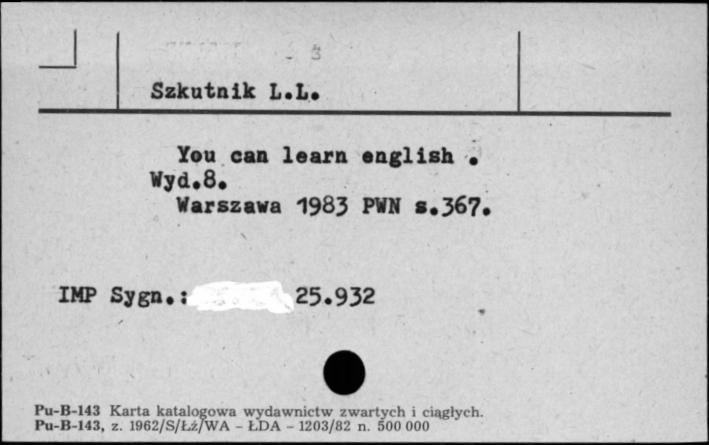 3
Szkutnik L.L.
You can learn english .
Wyd.8.
Warszawa 1983 PWN s.367.
IMP Sygn.: 25.932
Pu-B-143 Karta katalogowa wydawnictw zwartych i ciągłych.
Pu-B-143, z. 1962/S/Łż/WA - ŁDA - 1203/82 n. 500 000